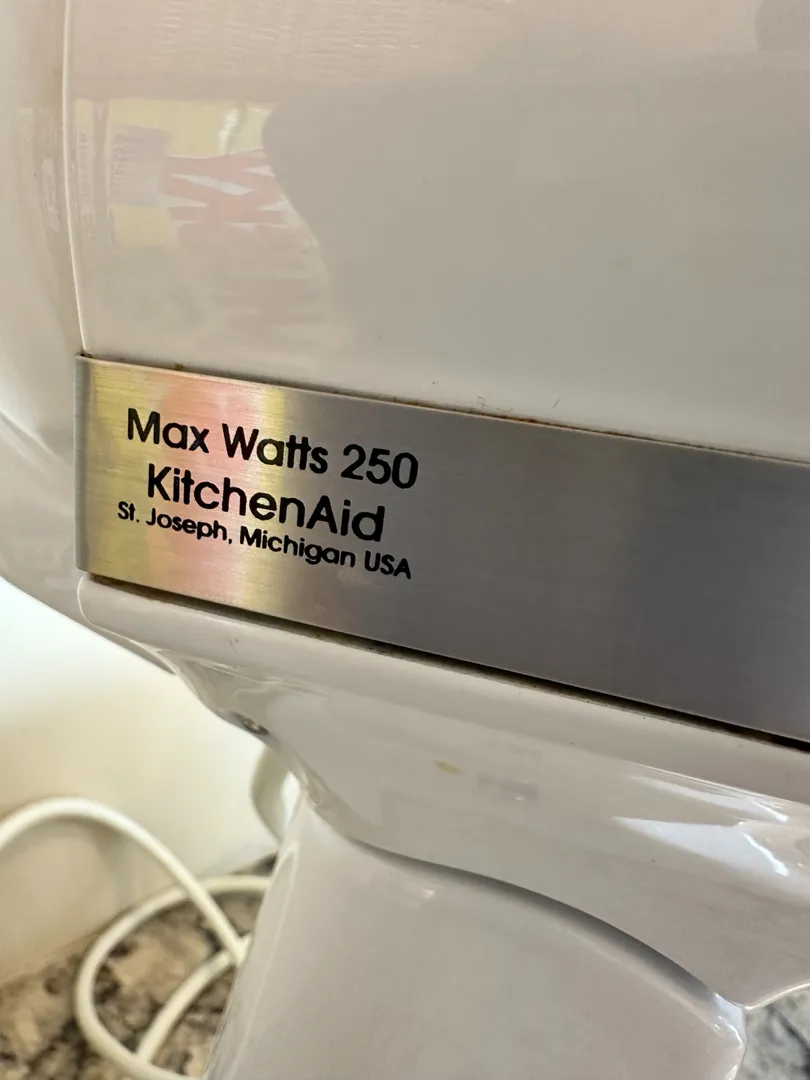 Max Watts 250
KitchenAid
St. Joseph, Michigan USA